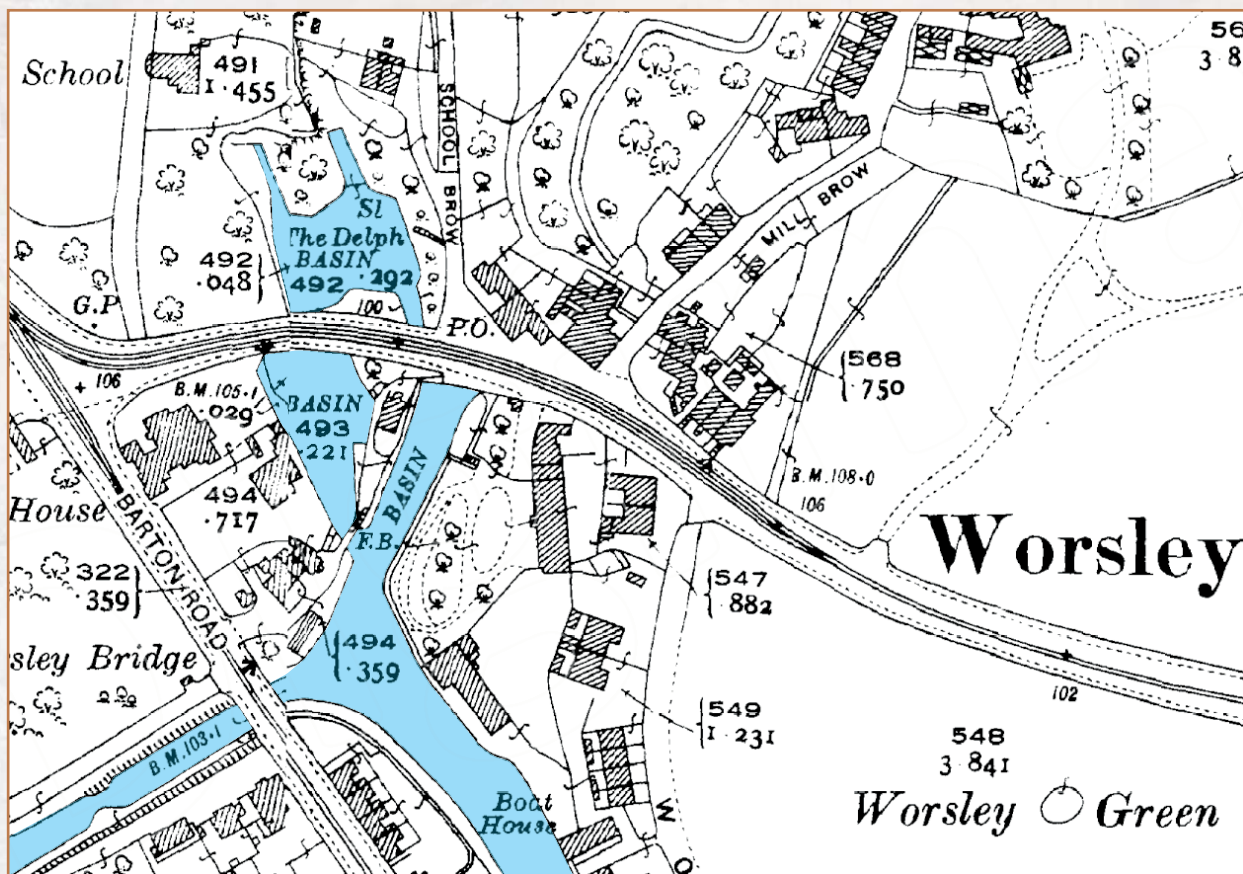 School
491
1·455
56
3·8
SCHOOL BROW
MILL BROW
Sl
The Delph
BASIN
492
·292
492
·048
G.P
100
P.O.
568
·750
106
B.M.105·1
·029
BASIN
493
·221
BASIN
B.M.108·0
106
House
494
·717
BARTON ROAD
F.B.
Worsley
322
359
547
·882
494
·359
sley Bridge
102
549
1·231
548
3·841
B.M.103·1
Boat
House
Worsley Green
W
O